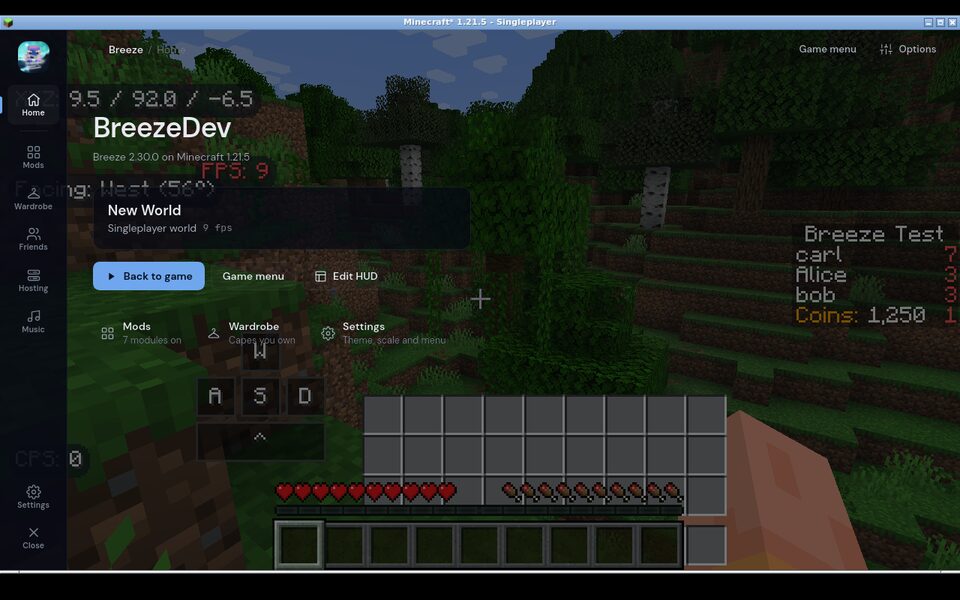 Minecraft* 1.21.5 - Singleplayer
Breeze / Home
Game menu
Options
9.5 / 92.0 / -6.5
Home
BreezeDev
Breeze 2.30.0 on Minecraft 1.21.5
Mods
FPS: 9
Facing: West (56°)
Wardrobe
New World
Singleplayer world 9 fps
Friends
Breeze Test
carl 7
Alice 3
bob 3
Coins: 1,250 1
Hosting
Back to game
Game menu
Edit HUD
Music
Mods
7 modules on
Wardrobe
Capes you own
Settings
Theme, scale and menu
W
A S D
^
CPS: 0
Settings
Close